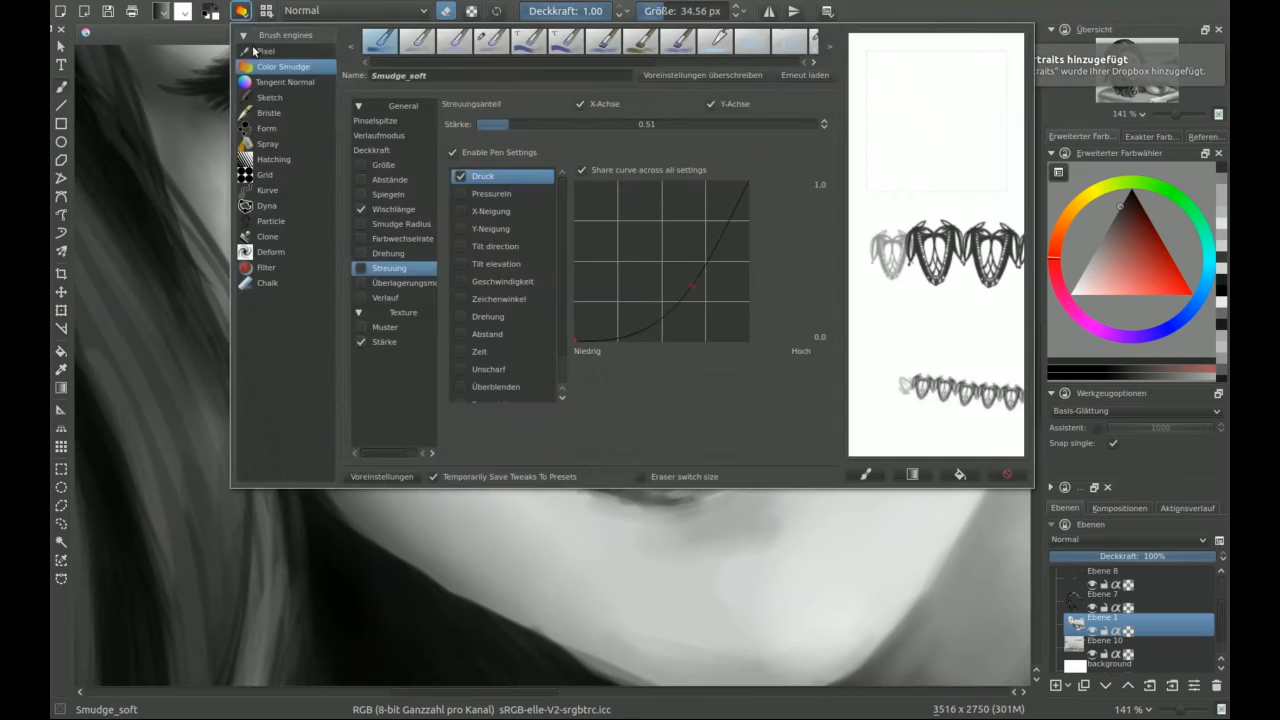 Normal
Deckkraft: 1.00
Größe: 34.56 px
Brush engines
Pixel
Color Smudge
Tangent Normal
Sketch
Bristle
Form
Spray
Hatching
Grid
Kurve
Dyna
Particle
Clone
Deform
Filter
Chalk
Name: Smudge_soft
Voreinstellungen überschreiben
Erneut laden
General
Pinselspitze
Verlaufmodus
Deckkraft
Größe
Abstände
Spiegeln
Wischlänge
Smudge Radius
Farbwechselrate
Drehung
Streuung
Überlagerungsmo
Verlauf
Texture
Muster
Stärke
Streuungsanteil
X-Achse
Y-Achse
Stärke:
0.51
Enable Pen Settings
Druck
PressureIn
X-Neigung
Y-Neigung
Tilt direction
Tilt elevation
Geschwindigkeit
Zeichenwinkel
Drehung
Abstand
Zeit
Unscharf
Überblenden
Share curve across all settings
1.0
0.0
Niedrig
Hoch
Voreinstellungen
Temporarily Save Tweaks To Presets
Eraser switch size
Übersicht
rtraits hinzugefügt
traits" wurde Ihrer Dropbox hinzugefügt.
141 %
Erweiterter Farb...
Exakter Farb...
Referen...
Erweiterter Farbwähler
Werkzeugoptionen
Basis-Glättung
Assistent:
1000
Snap single:
...
Ebenen
Kompositionen
Aktionsverlauf
Ebenen
Normal
Deckkraft: 100%
Ebene 8
Ebene 7
Ebene 1
Ebene 10
background
Smudge_soft
RGB (8-bit Ganzzahl pro Kanal) sRGB-elle-V2-srgbtrc.icc
3516 x 2750 (301M)
141 %